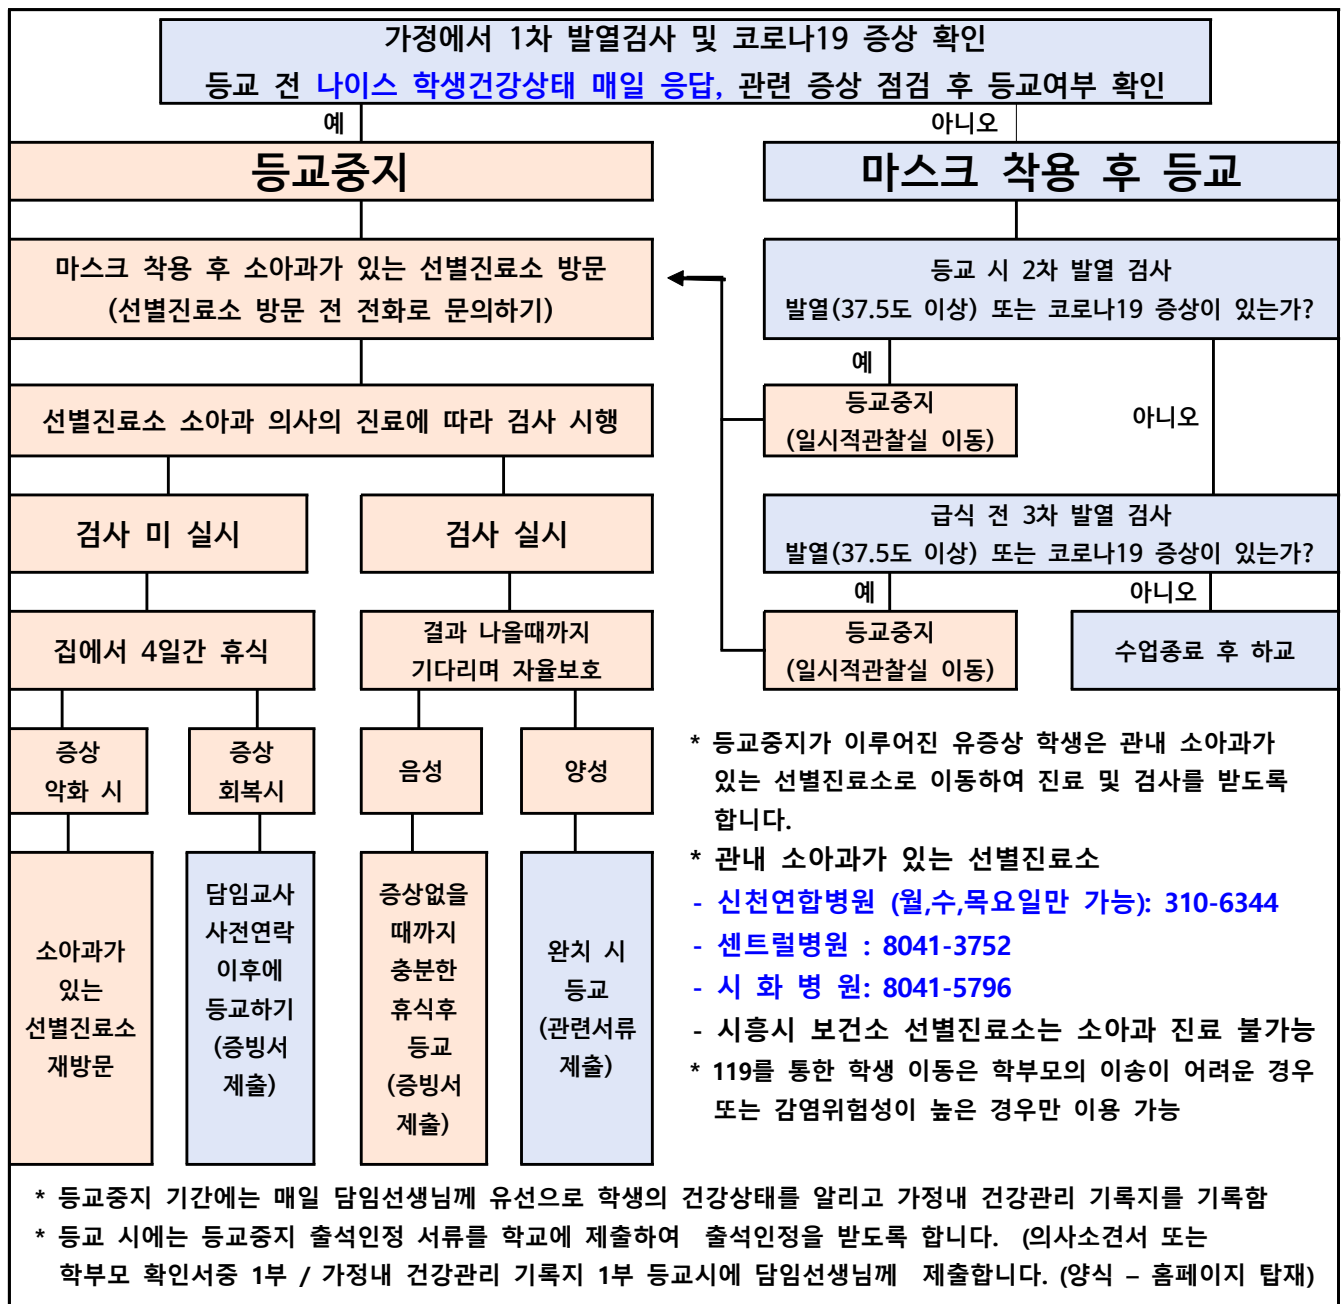 가정에서 1차 발열검사 및 코로나19 증상 확인
등교 전 나이스 학생건강상태 매일 응답, 관련 증상 점검 후 등교여부 확인
예
아니오
등교중지
마스크 착용 후 등교
마스크 착용 후 소아과가 있는 선별진료소 방문
(선별진료소 방문 전 전화로 문의하기)
등교 시 2차 발열 검사
발열(37.5도 이상) 또는 코로나19 증상이 있는가?
예
아니오
선별진료소 소아과 의사의 진료에 따라 검사 시행
등교중지
(일시적관찰실 이동)
검사 미 실시
검사 실시
급식 전 3차 발열 검사
발열(37.5도 이상) 또는 코로나19 증상이 있는가?
예
아니오
집에서 4일간 휴식
결과 나올때까지
기다리며 자율보호
등교중지
(일시적관찰실 이동)
수업종료 후 하교
증상
악화 시
증상
회복시
음성
양성
소아과가
있는
선별진료소
재방문
담임교사
사전연락
이후에
등교하기
(증빙서
제출)
증상없을
때까지
충분한
휴식후
등교
(증빙서
제출)
완치 시
등교
(관련서류
제출)
* 등교중지가 이루어진 유증상 학생은 관내 소아과가
있는 선별진료소로 이동하여 진료 및 검사를 받도록
합니다.
* 관내 소아과가 있는 선별진료소
- 신천연합병원 (월,수,목요일만 가능): 310-6344
- 센트럴병원 : 8041-3752
- 시 화 병 원: 8041-5796
- 시흥시 보건소 선별진료소는 소아과 진료 불가능
* 119를 통한 학생 이동은 학부모의 이송이 어려운 경우
또는 감염위험성이 높은 경우만 이용 가능
* 등교중지 기간에는 매일 담임선생님께 유선으로 학생의 건강상태를 알리고 가정내 건강관리 기록지를 기록함
* 등교 시에는 등교중지 출석인정 서류를 학교에 제출하여 출석인정을 받도록 합니다. (의사소견서 또는
학부모 확인서중 1부 / 가정내 건강관리 기록지 1부 등교시에 담임선생님께 제출합니다. (양식 – 홈페이지 탑재)